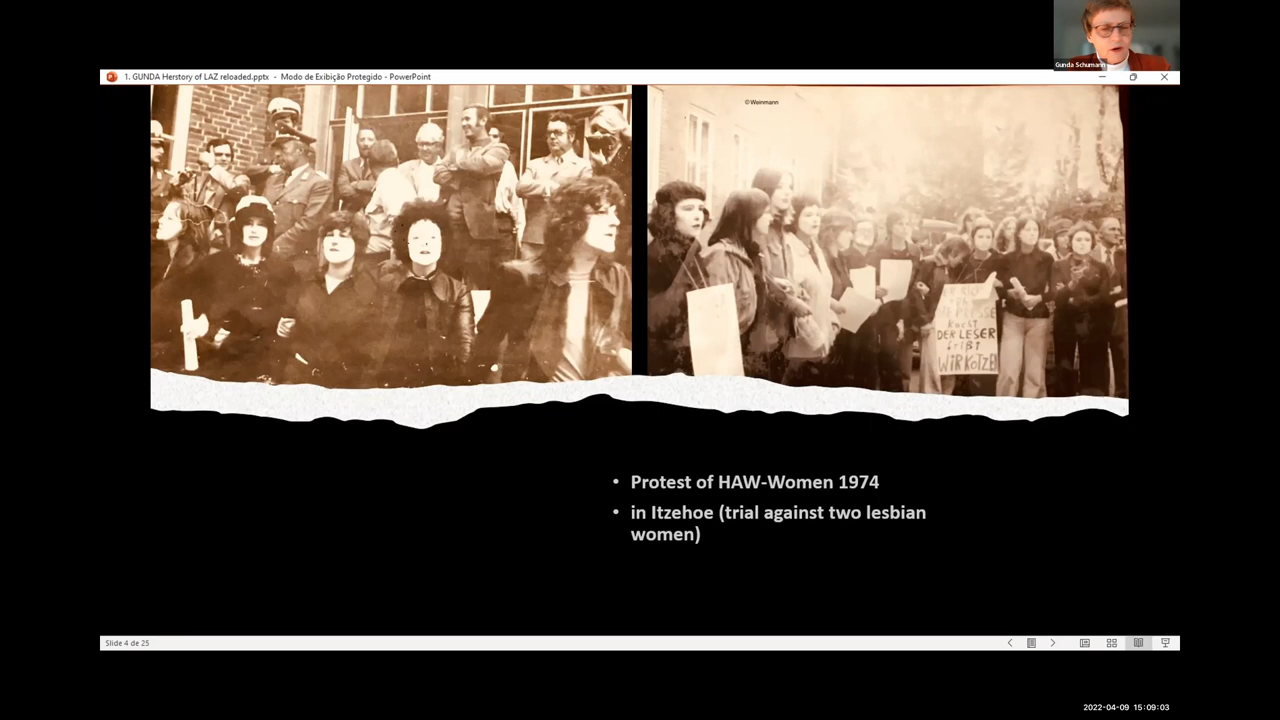 Gunda Schumann
1. GUNDA Herstory of LAZ reloaded.pptx - Modo de Exibição Protegido - PowerPoint
©Weinmann
kocht
DER LESER
WIR KOTZEN
• Protest of HAW-Women 1974
• in Itzehoe (trial against two lesbian
women)
Slide 4 de 25
2022-04-09 15:09:03